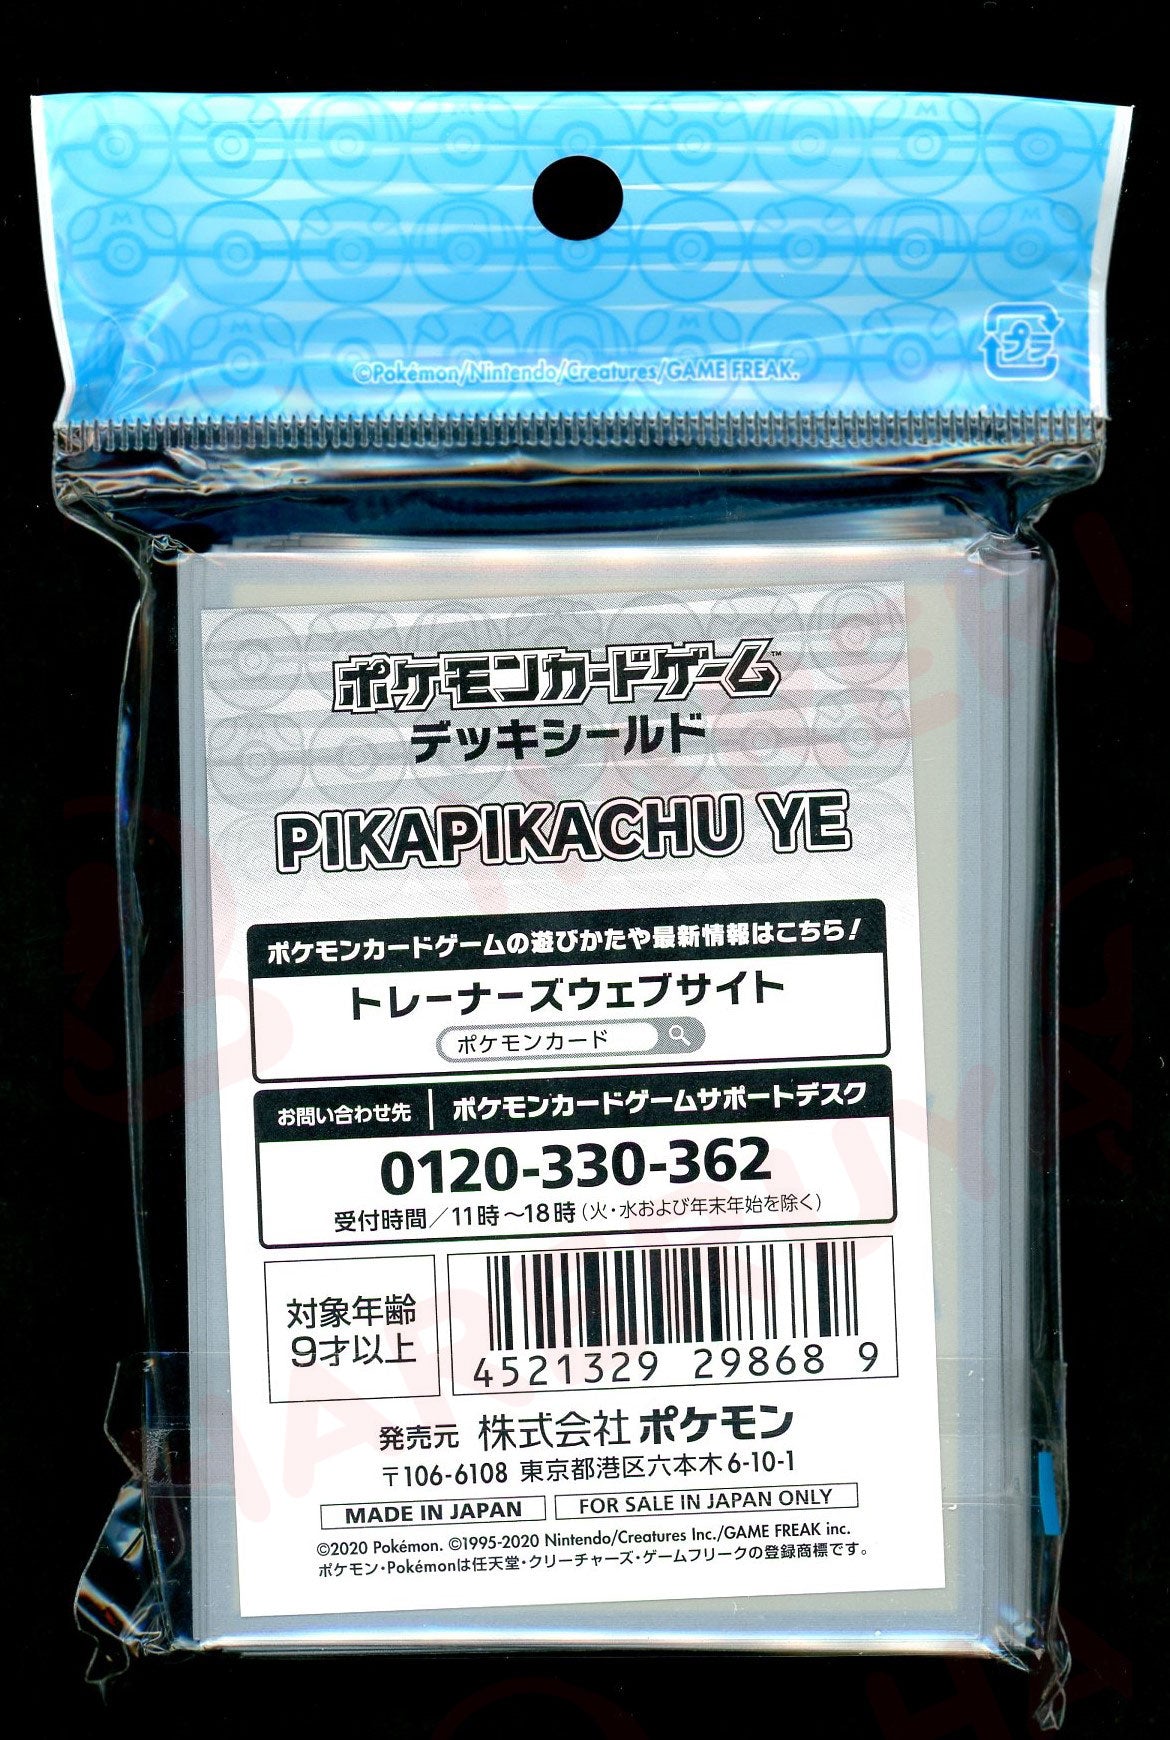 ©Pokémon/Nintendo/Creatures/GAME FREAK.
プラ
ポケモンカードゲーム™
デッキシールド
PIKAPIKACHU YE
ポケモンカードゲームの遊びかたや最新情報はこちら！
トレーナーズウェブサイト
ポケモンカード
お問い合わせ先 ポケモンカードゲームサポートデスク
0120-330-362
受付時間／11時～18時（火・水および年末年始を除く）
対象年齢
9才以上
4521329 29868 9
発売元 株式会社 ポケモン
〒106-6108 東京都港区六本木6-10-1
MADE IN JAPAN FOR SALE IN JAPAN ONLY
©2020 Pokémon. ©1995-2020 Nintendo/Creatures Inc./GAME FREAK inc.
ポケモン・Pokémonは任天堂・クリーチャーズ・ゲームフリークの登録商標です。